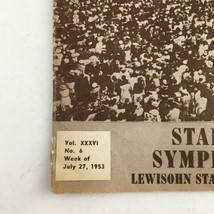 Vol. XXXVI
No. 6
Week of
July 27, 1953
STA
SYMP
LEWISOHN STA